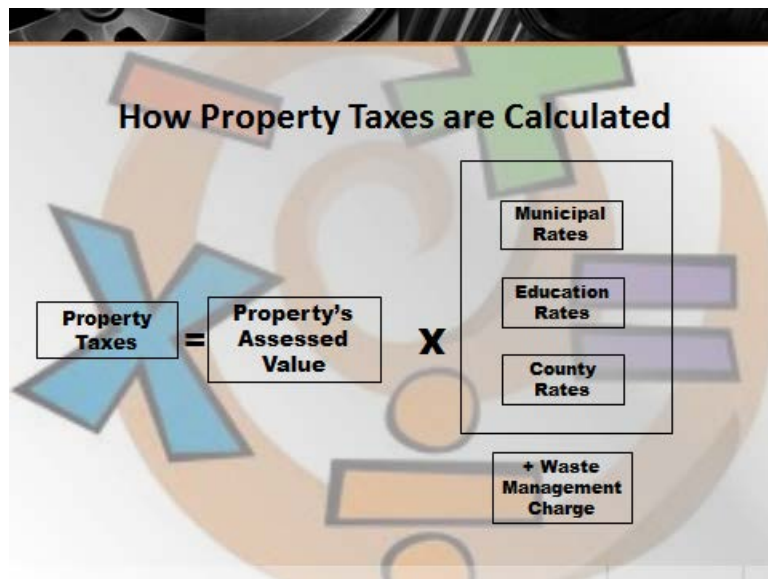 How Property Taxes are Calculated
Municipal
Rates
Education
Rates
County
Rates
Property
Taxes
=
Property's
Assessed
Value
X
+ Waste
Management
Charge